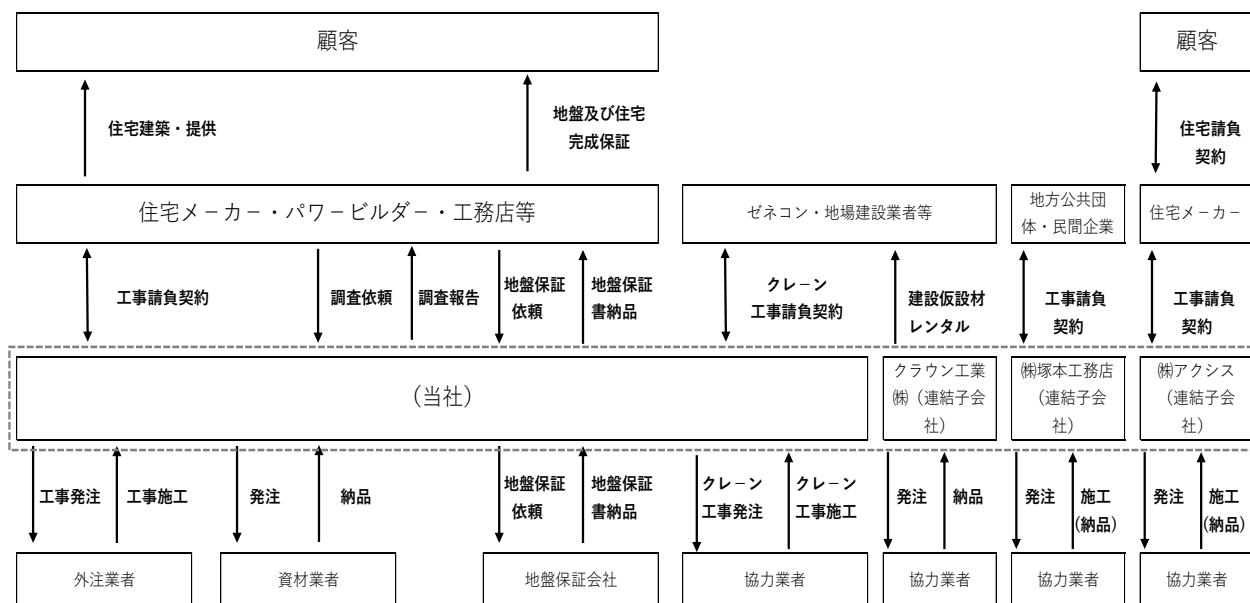 顧客
顧客
住宅建築・提供
地盤及び住宅
完成保証
住宅請負
契約
住宅メ－カ－・パワ－ビルダ－・工務店等
ゼネコン・地場建設業者等
地方公共団
体・民間企業
住宅メ－カ－
工事請負契約
調査依頼
調査報告
地盤保証
依頼
地盤保証
書納品
クレ－ン
工事請負契約
建設仮設材
レンタル
工事請負
契約
工事請負
契約
(当社)
クラウン工業
㈱（連結子会
社）
㈱塚本工務店
（連結子会
社）
㈱アクシス
（連結子会
社）
工事発注
工事施工
発注
納品
地盤保証
依頼
地盤保証
書納品
クレ－ン
工事発注
クレ－ン
工事施工
発注
納品
発注
施工
(納品)
発注
施工
(納品)
外注業者
資材業者
地盤保証会社
協力業者
協力業者
協力業者
協力業者